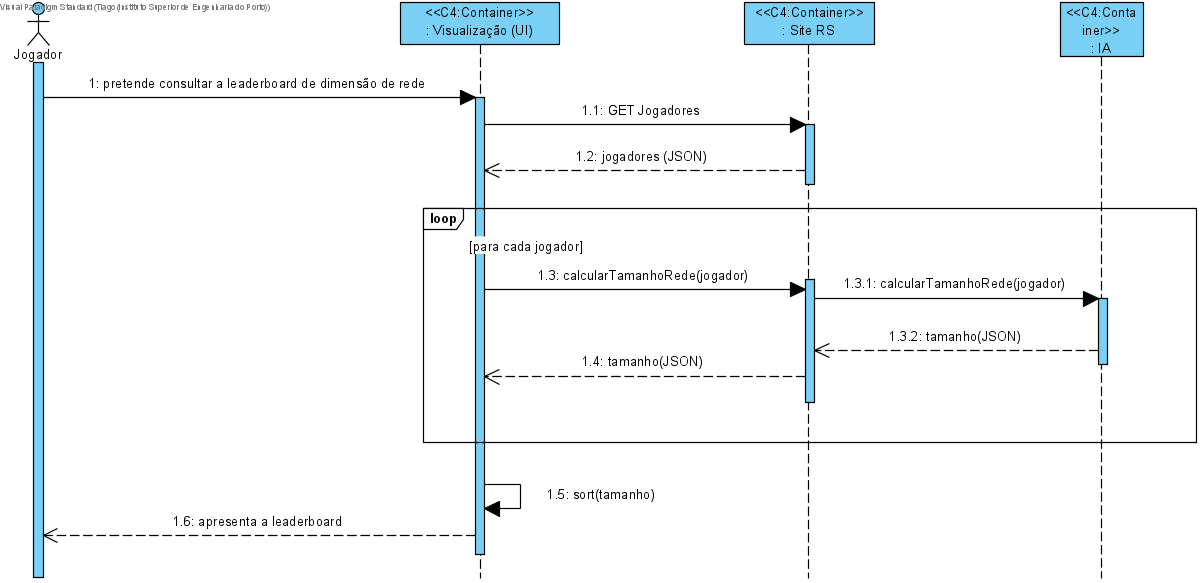 Visual Paradigm Standard (Tiago (Instituto Superior de Engenharia do Porto))
Jogador
<<C4:Container>>
: Visualização (UI)
<<C4:Container>>
: Site RS
<<C4:Conta
iner>>
: IA
1: pretende consultar a leaderboard de dimensão de rede
1.1: GET Jogadores
1.2: jogadores (JSON)
loop
[para cada jogador]
1.3: calcularTamanhoRede(jogador)
1.3.1: calcularTamanhoRede(jogador)
1.3.2: tamanho(JSON)
1.4: tamanho(JSON)
1.5: sort(tamanho)
1.6: apresenta a leaderboard